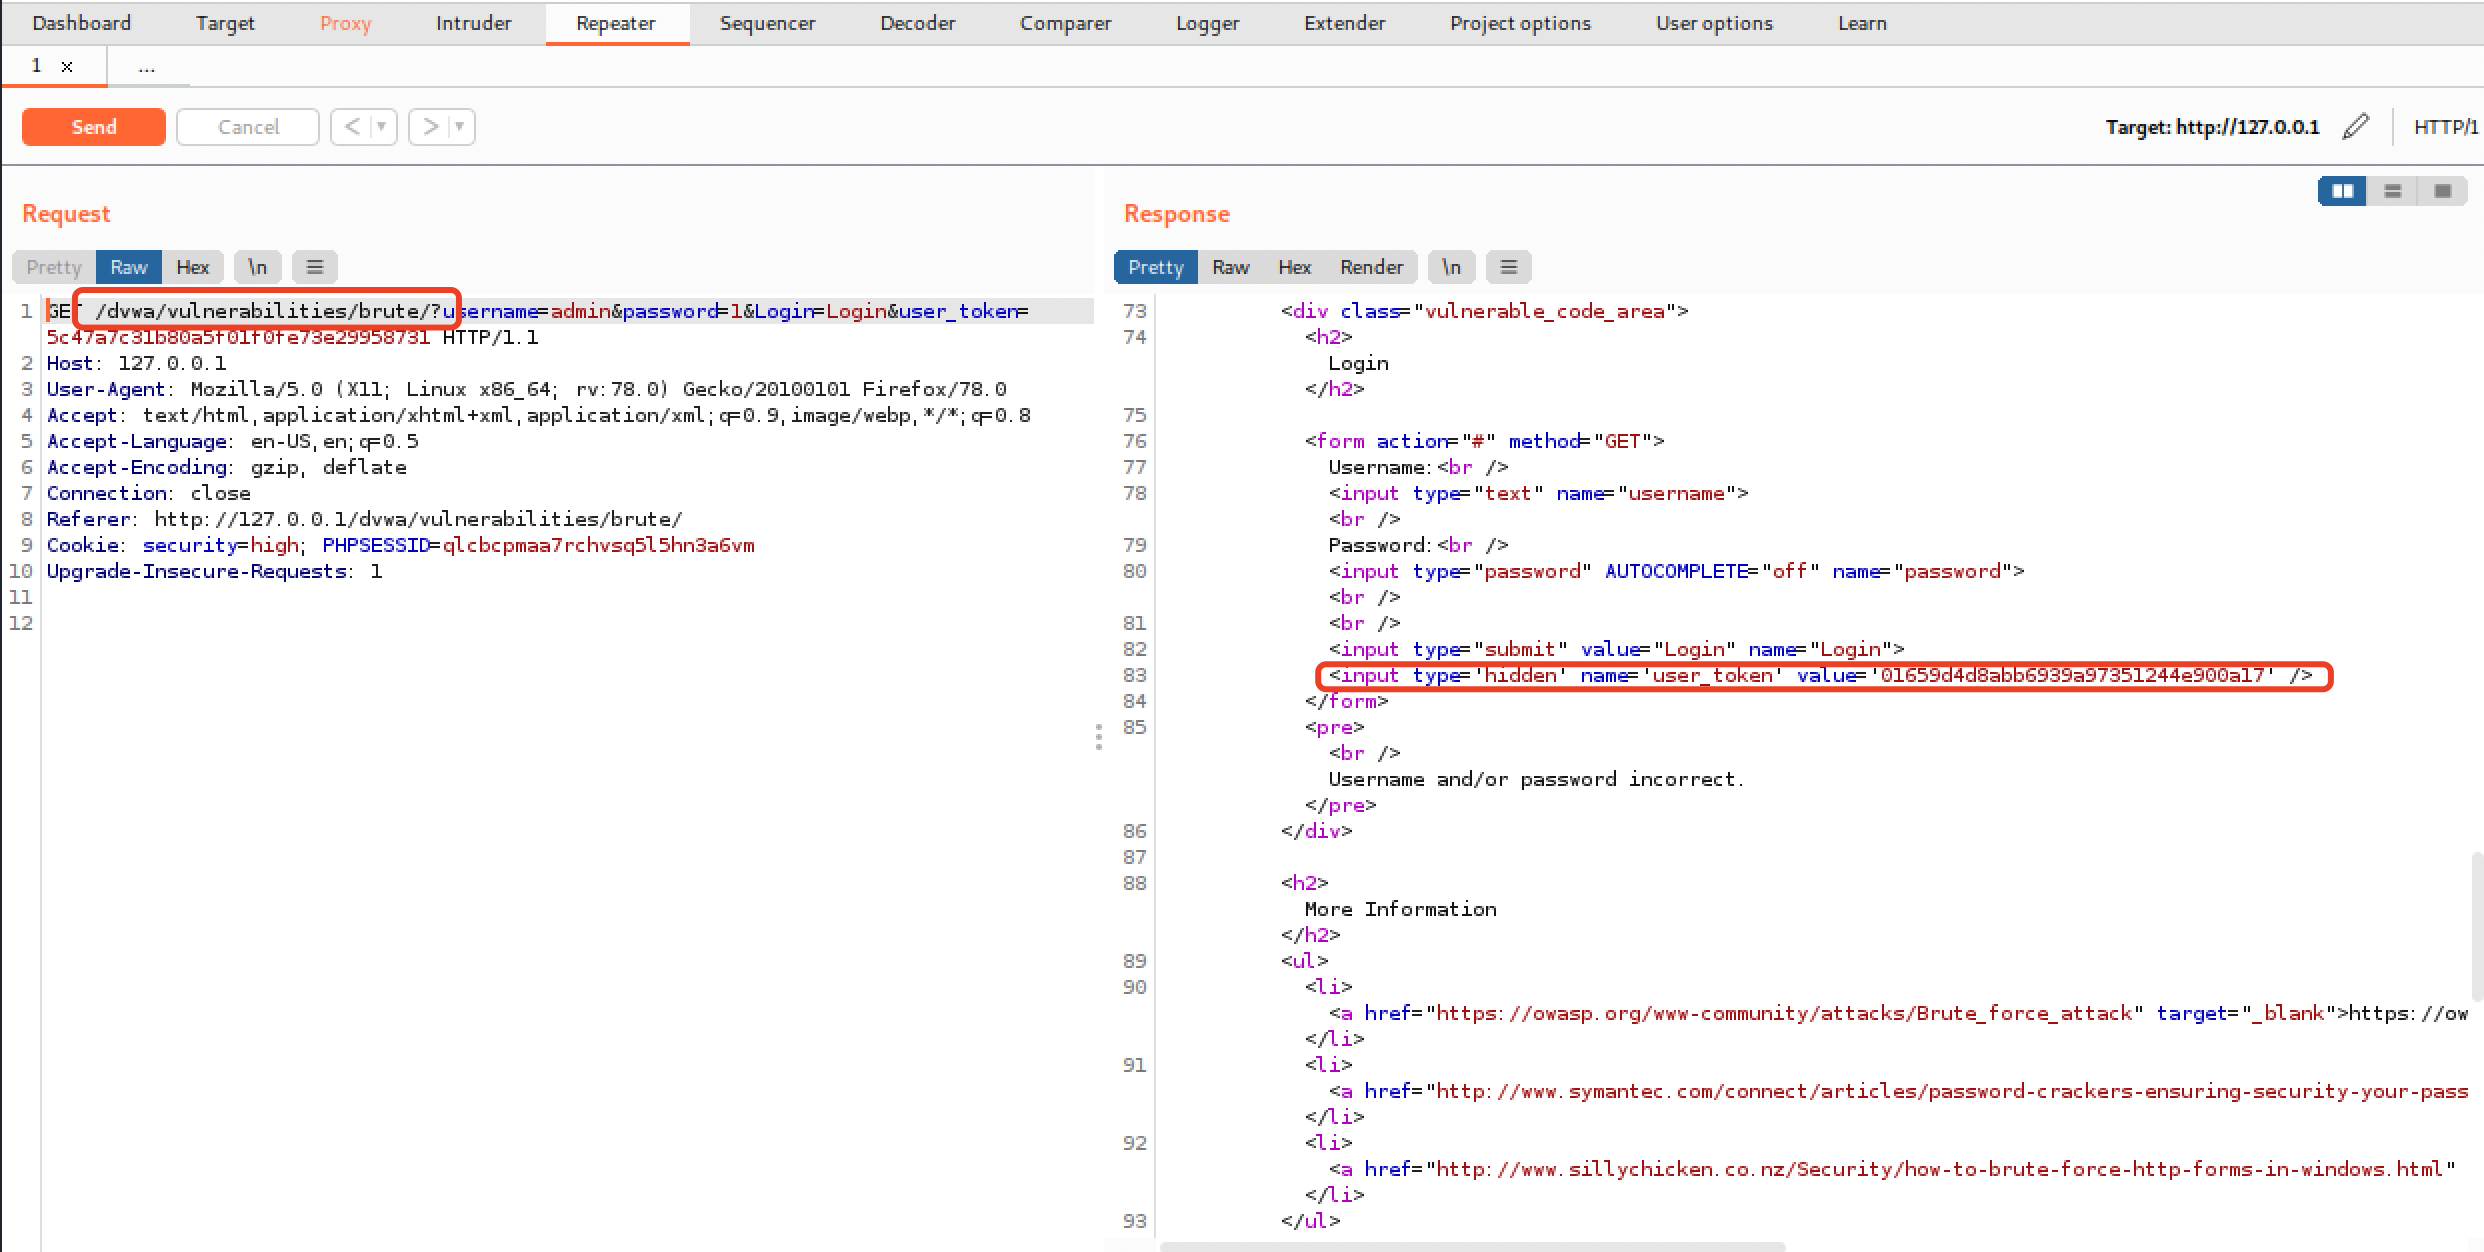 Dashboard Target Proxy Intruder Repeater Sequencer Decoder Comparer Logger Extender Project options User options Learn
1 × ...
Send Cancel < ▼ > ▼ Target: http://127.0.0.1 HTTP/1
Request
Pretty Raw Hex \n ≡
1 GET /dvwa/vulnerabilities/brute/?username=admin&password=1&Login=Login&user_token=
5c47a7c31b80a5f01f0fe73e29958731 HTTP/1.1
2 Host: 127.0.0.1
3 User-Agent: Mozilla/5.0 (X11; Linux x86_64; rv:78.0) Gecko/20100101 Firefox/78.0
4 Accept: text/html,application/xhtml+xml,application/xml;q=0.9,image/webp,*/*;q=0.8
5 Accept-Language: en-US,en;q=0.5
6 Accept-Encoding: gzip, deflate
7 Connection: close
8 Referer: http://127.0.0.1/dvwa/vulnerabilities/brute/
9 Cookie: security=high; PHPSESSID=qlcbcpmaa7rchvsq5l5hn3a6vm
10 Upgrade-Insecure-Requests: 1
11
12
Response
Pretty Raw Hex Render \n ≡
73 <div class="vulnerable_code_area">
74 <h2>
Login
</h2>
75
76 <form action="#" method="GET">
77 Username:<br />
78 <input type="text" name="username">
<br />
79 Password:<br />
80 <input type="password" AUTOCOMPLETE="off" name="password">
<br />
81 <br />
82 <input type="submit" value="Login" name="Login">
83 <input type='hidden' name='user_token' value='01659d4d8abb6939a97351244e900a17' />
84 </form>
85 <pre>
<br />
Username and/or password incorrect.
</pre>
86 </div>
87
88 <h2>
More Information
</h2>
89 <ul>
90 <li>
<a href="https://owasp.org/www-community/attacks/Brute_force_attack" target="_blank">https://ow
</li>
91 <li>
<a href="http://www.symantec.com/connect/articles/password-crackers-ensuring-security-your-pass
</li>
92 <li>
<a href="http://www.sillychicken.co.nz/Security/how-to-brute-force-http-forms-in-windows.html"
</li>
93 </ul>